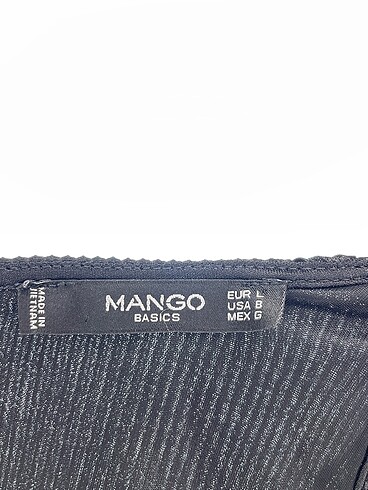 MADE IN
VIETNAM
MANGO
BASICS
EUR L
USA 8
MEX G